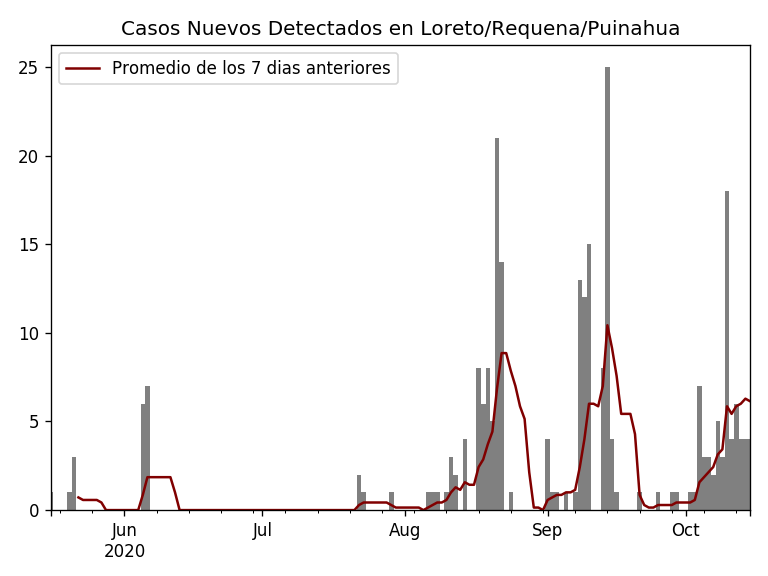 Casos Nuevos Detectados en Loreto/Requena/Puinahua
Promedio de los 7 dias anteriores
25
20
15
10
5
0
Jun Jul Aug Sep Oct
2020